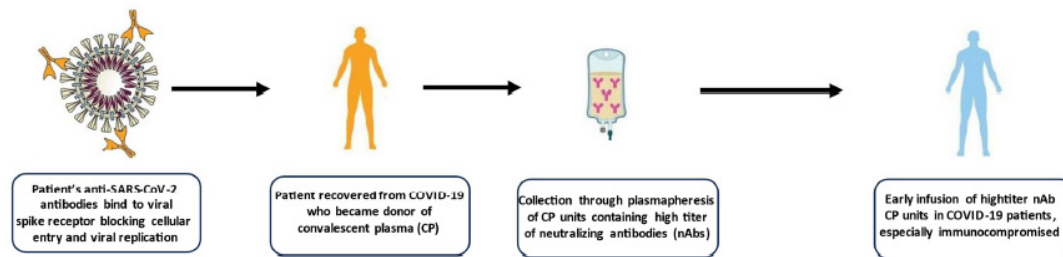 Patient's anti-SARS-CoV-2
antibodies bind to viral
spike receptor blocking cellular
entry and viral replication
Patient recovered from COVID-19
who became donor of
convalescent plasma (CP)
Collection through plasmapheresis
of CP units containing high titer
of neutralizing antibodies (nAbs)
Early infusion of hightiter nAb
CP units in COVID-19 patients,
especially immunocompromised